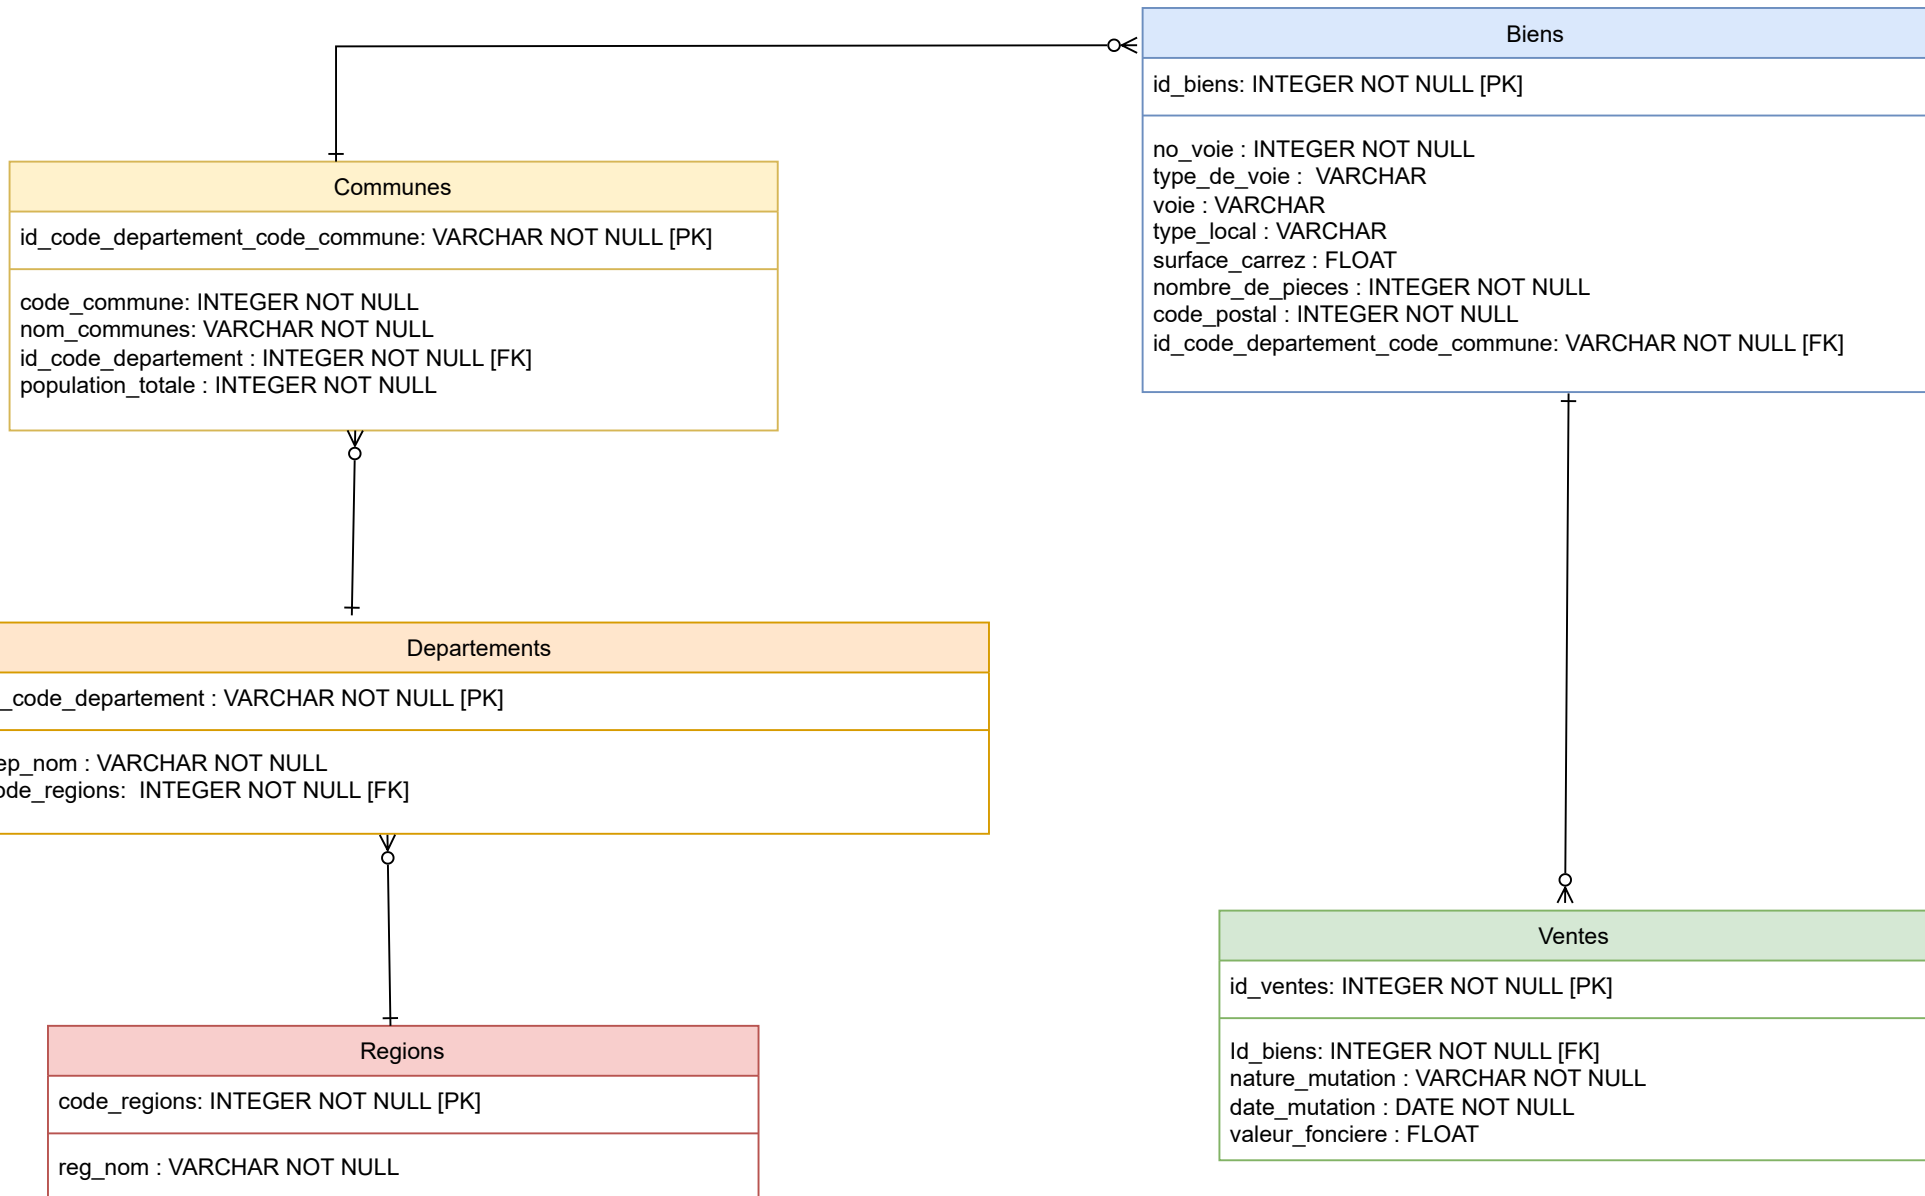 Biens
id_biens: INTEGER NOT NULL [PK]
no_voie : INTEGER NOT NULL
type_de_voie :  VARCHAR
voie : VARCHAR
type_local : VARCHAR
surface_carrez : FLOAT
nombre_de_pieces : INTEGER NOT NULL
code_postal : INTEGER NOT NULL
id_code_departement_code_commune: VARCHAR NOT NULL [FK]
Communes
id_code_departement_code_commune: VARCHAR NOT NULL [PK]
code_commune: INTEGER NOT NULL
nom_communes: VARCHAR NOT NULL
id_code_departement : INTEGER NOT NULL [FK]
population_totale : INTEGER NOT NULL
Departements
_code_departement : VARCHAR NOT NULL [PK]
ep_nom : VARCHAR NOT NULL
ode_regions:  INTEGER NOT NULL [FK]
Regions
code_regions: INTEGER NOT NULL [PK]
reg_nom : VARCHAR NOT NULL
Ventes
id_ventes: INTEGER NOT NULL [PK]
Id_biens: INTEGER NOT NULL [FK]
nature_mutation : VARCHAR NOT NULL
date_mutation : DATE NOT NULL
valeur_fonciere : FLOAT